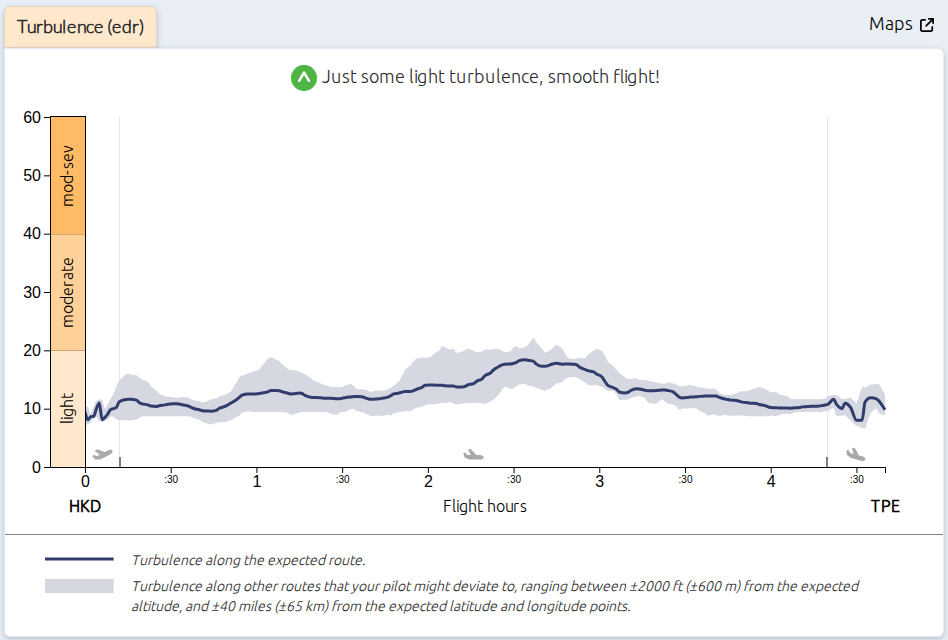 Turbulence (edr)
Maps
Just some light turbulence, smooth flight!
60
50
40
30
20
10
0
mod-sev
moderate
light
0 :30 1 :30 2 :30 3 :30 4 :30
HKD Flight hours TPE
Turbulence along the expected route.
Turbulence along other routes that your pilot might deviate to, ranging between ±2000 ft (±600 m) from the expected
altitude, and ±40 miles (±65 km) from the expected latitude and longitude points.